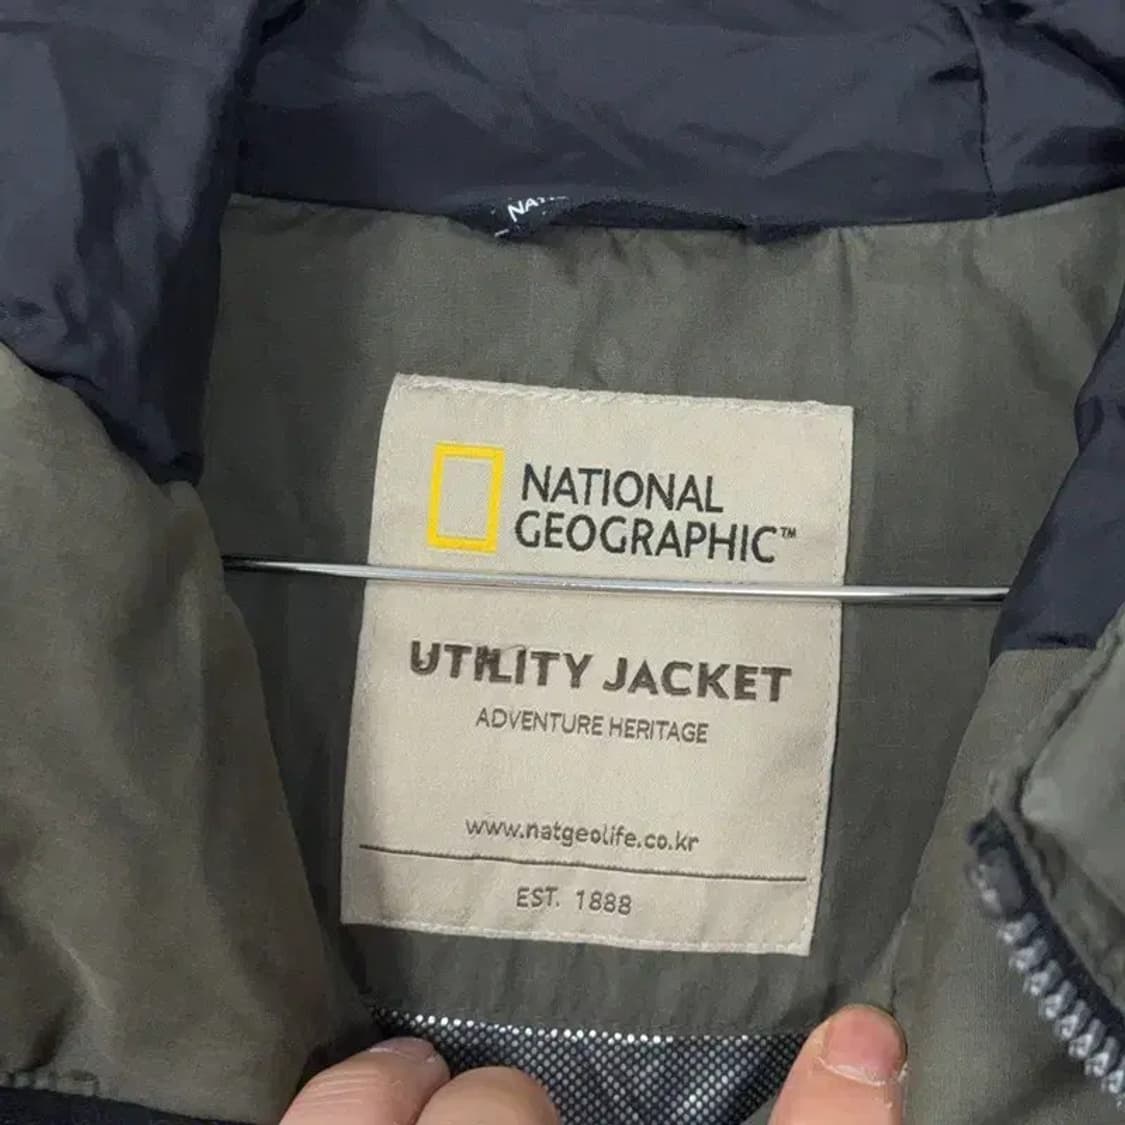 NATIONAL
GEOGRAPHIC™
UTILITY JACKET
ADVENTURE HERITAGE
www.natgeolife.co.kr
EST. 1888